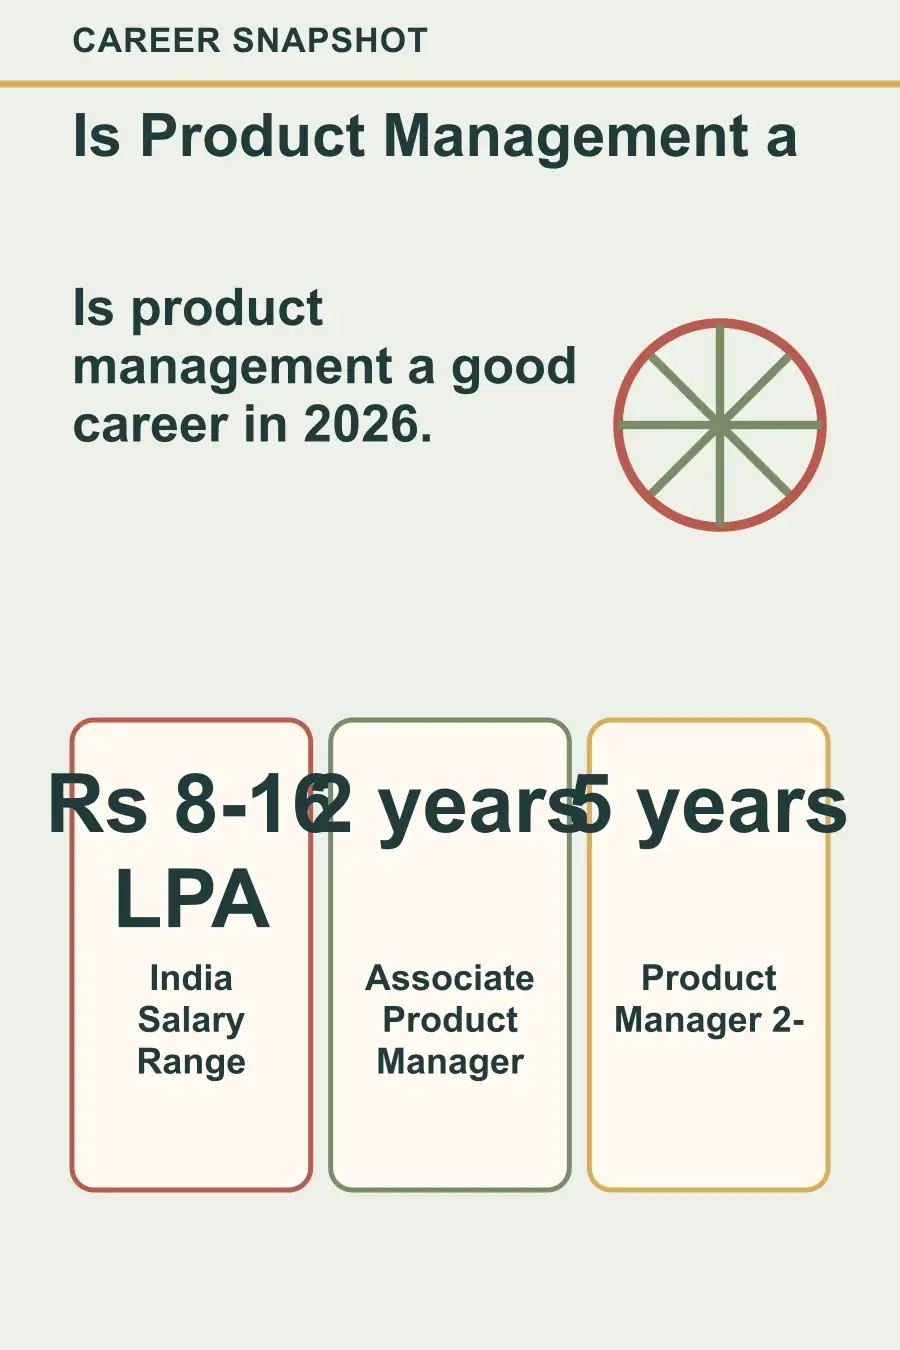 CAREER SNAPSHOT
Is Product Management a
Is product
management a good
career in 2026.
Rs 8-16
LPA
India
Salary
Range
2 years
Associate
Product
Manager
5 years
Product
Manager 2-